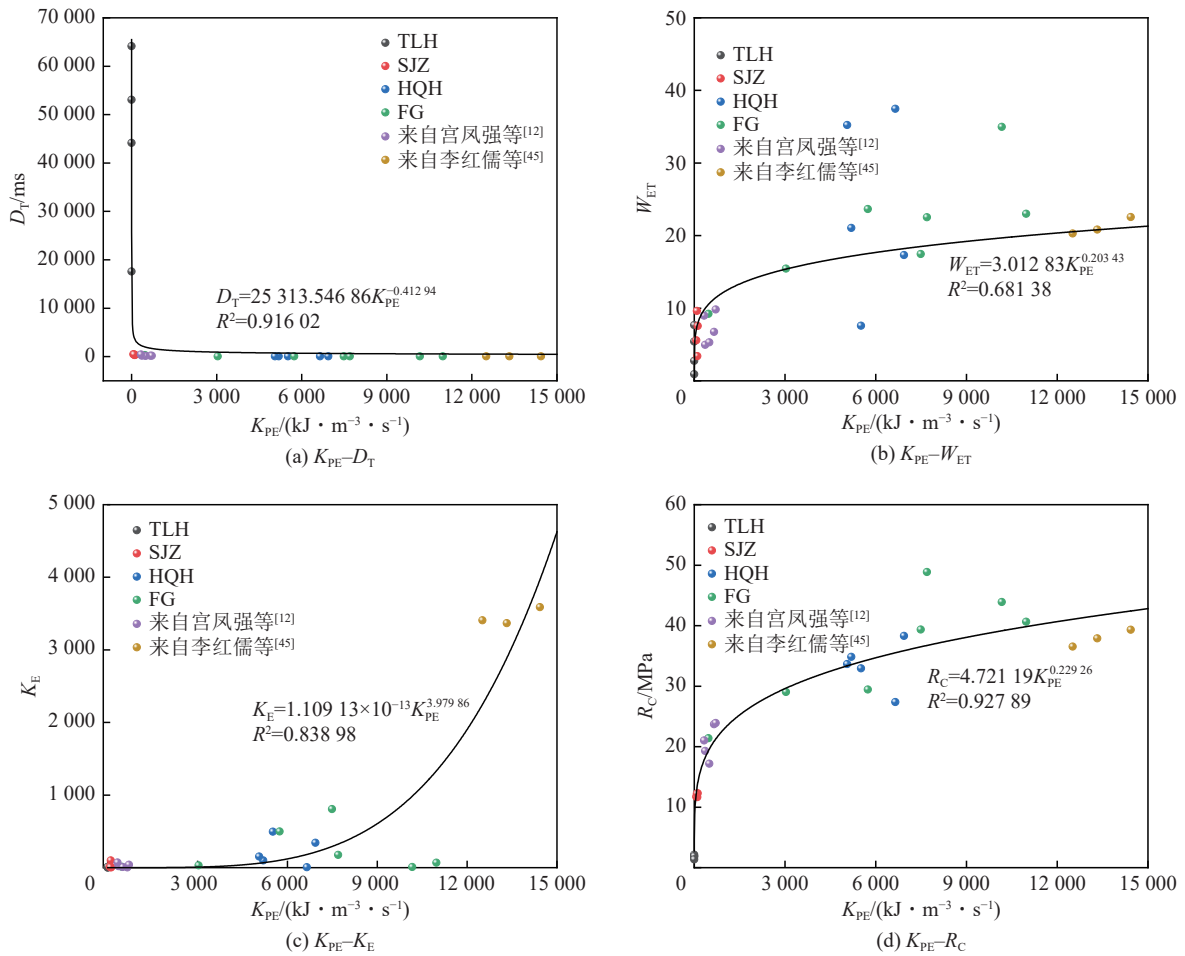 70 000
60 000
50 000
40 000
30 000
20 000
10 000
0
D_T/ms
TLH
SJZ
HQH
FG
来自宫凤强等[12]
来自李红儒等[45]
D_T=25 313.546 86K_PE^−0.412 94
R²=0.916 02
0 3 000 6 000 9 000 12 000 15 000
K_PE/(kJ・m⁻³・s⁻¹)
(a) K_PE–D_T
50
40
30
20
10
W_ET
TLH
SJZ
HQH
FG
来自宫凤强等[12]
来自李红儒等[45]
W_ET=3.012 83K_PE^0.203 43
R²=0.681 38
0 3 000 6 000 9 000 12 000 15 000
K_PE/(kJ・m⁻³・s⁻¹)
(b) K_PE–W_ET
5 000
4 000
3 000
2 000
1 000
K_E
TLH
SJZ
HQH
FG
来自宫凤强等[12]
来自李红儒等[45]
K_E=1.109 13×10⁻¹³K_PE^3.979 86
R²=0.838 98
0 3 000 6 000 9 000 12 000 15 000
K_PE/(kJ・m⁻³・s⁻¹)
(c) K_PE–K_E
60
50
40
30
20
10
R_C/MPa
TLH
SJZ
HQH
FG
来自宫凤强等[12]
来自李红儒等[45]
R_C=4.721 19K_PE^0.229 26
R²=0.927 89
0 3 000 6 000 9 000 12 000 15 000
K_PE/(kJ・m⁻³・s⁻¹)
(d) K_PE–R_C